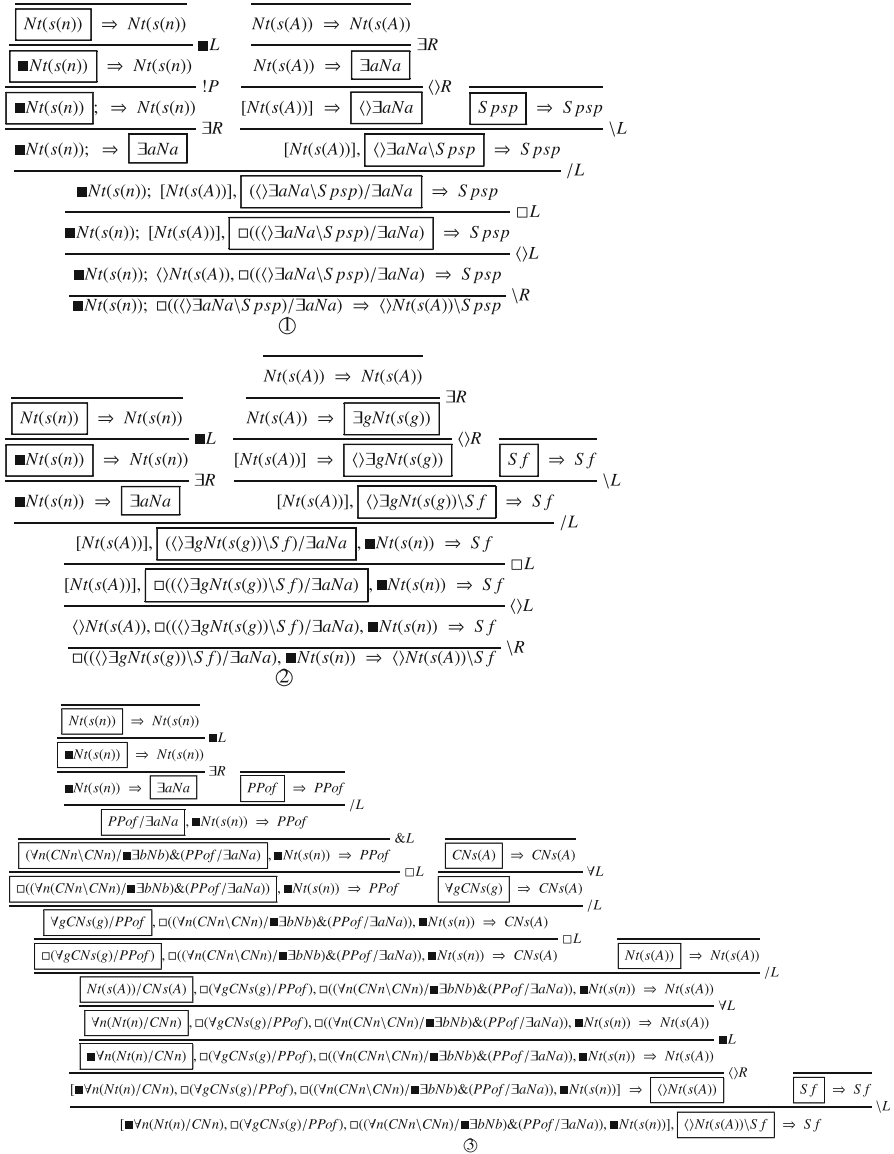 Nt(s(n)) ⇒ Nt(s(n)) Nt(s(A)) ⇒ Nt(s(A))
■L ∃R
■Nt(s(n)) ⇒ Nt(s(n)) Nt(s(A)) ⇒ ∃aNa
!P ⟨⟩R
■Nt(s(n)); ⇒ Nt(s(n)) [Nt(s(A))] ⇒ ⟨⟩∃aNa Spsp ⇒ Spsp
∃R \L
■Nt(s(n)); ⇒ ∃aNa [Nt(s(A))], ⟨⟩∃aNa\Spsp ⇒ Spsp
/L
■Nt(s(n)); [Nt(s(A))], (⟨⟩∃aNa\Spsp)/∃aNa ⇒ Spsp
□L
■Nt(s(n)); [Nt(s(A))], □((⟨⟩∃aNa\Spsp)/∃aNa) ⇒ Spsp
⟨⟩L
■Nt(s(n)); ⟨⟩Nt(s(A)), □((⟨⟩∃aNa\Spsp)/∃aNa) ⇒ Spsp
\R
■Nt(s(n)); □((⟨⟩∃aNa\Spsp)/∃aNa) ⇒ ⟨⟩Nt(s(A))\Spsp
①
Nt(s(A)) ⇒ Nt(s(A))
∃R
Nt(s(n)) ⇒ Nt(s(n)) Nt(s(A)) ⇒ ∃gNt(s(g))
■L ⟨⟩R
■Nt(s(n)) ⇒ Nt(s(n)) [Nt(s(A))] ⇒ ⟨⟩∃gNt(s(g)) Sf ⇒ Sf
∃R \L
■Nt(s(n)) ⇒ ∃aNa [Nt(s(A))], ⟨⟩∃gNt(s(g))\Sf ⇒ Sf
/L
[Nt(s(A))], (⟨⟩∃gNt(s(g))\Sf)/∃aNa, ■Nt(s(n)) ⇒ Sf
□L
[Nt(s(A))], □((⟨⟩∃gNt(s(g))\Sf)/∃aNa), ■Nt(s(n)) ⇒ Sf
⟨⟩L
⟨⟩Nt(s(A)), □((⟨⟩∃gNt(s(g))\Sf)/∃aNa), ■Nt(s(n)) ⇒ Sf
\R
□((⟨⟩∃gNt(s(g))\Sf)/∃aNa), ■Nt(s(n)) ⇒ ⟨⟩Nt(s(A))\Sf
②
Nt(s(n)) ⇒ Nt(s(n))
■L
■Nt(s(n)) ⇒ Nt(s(n))
∃R
■Nt(s(n)) ⇒ ∃aNa PPof ⇒ PPof
/L
PPof/∃aNa, ■Nt(s(n)) ⇒ PPof
&L
(∀n(CNn\CNn)/■∃bNb)&(PPof/∃aNa), ■Nt(s(n)) ⇒ PPof CNs(A) ⇒ CNs(A)
□L ∀L
□((∀n(CNn\CNn)/■∃bNb)&(PPof/∃aNa)), ■Nt(s(n)) ⇒ PPof ∀gCNs(g) ⇒ CNs(A)
/L
∀gCNs(g)/PPof, □((∀n(CNn\CNn)/■∃bNb)&(PPof/∃aNa)), ■Nt(s(n)) ⇒ CNs(A)
□L
□(∀gCNs(g)/PPof), □((∀n(CNn\CNn)/■∃bNb)&(PPof/∃aNa)), ■Nt(s(n)) ⇒ CNs(A) Nt(s(A)) ⇒ Nt(s(A))
/L
Nt(s(A))/CNs(A), □(∀gCNs(g)/PPof), □((∀n(CNn\CNn)/■∃bNb)&(PPof/∃aNa)), ■Nt(s(n)) ⇒ Nt(s(A))
∀L
∀n(Nt(n)/CNn), □(∀gCNs(g)/PPof), □((∀n(CNn\CNn)/■∃bNb)&(PPof/∃aNa)), ■Nt(s(n)) ⇒ Nt(s(A))
■L
■∀n(Nt(n)/CNn), □(∀gCNs(g)/PPof), □((∀n(CNn\CNn)/■∃bNb)&(PPof/∃aNa)), ■Nt(s(n)) ⇒ Nt(s(A))
⟨⟩R
[■∀n(Nt(n)/CNn), □(∀gCNs(g)/PPof), □((∀n(CNn\CNn)/■∃bNb)&(PPof/∃aNa)), ■Nt(s(n))] ⇒ ⟨⟩Nt(s(A)) Sf ⇒ Sf
\L
[■∀n(Nt(n)/CNn), □(∀gCNs(g)/PPof), □((∀n(CNn\CNn)/■∃bNb)&(PPof/∃aNa)), ■Nt(s(n))], ⟨⟩Nt(s(A))\Sf ⇒ Sf
③